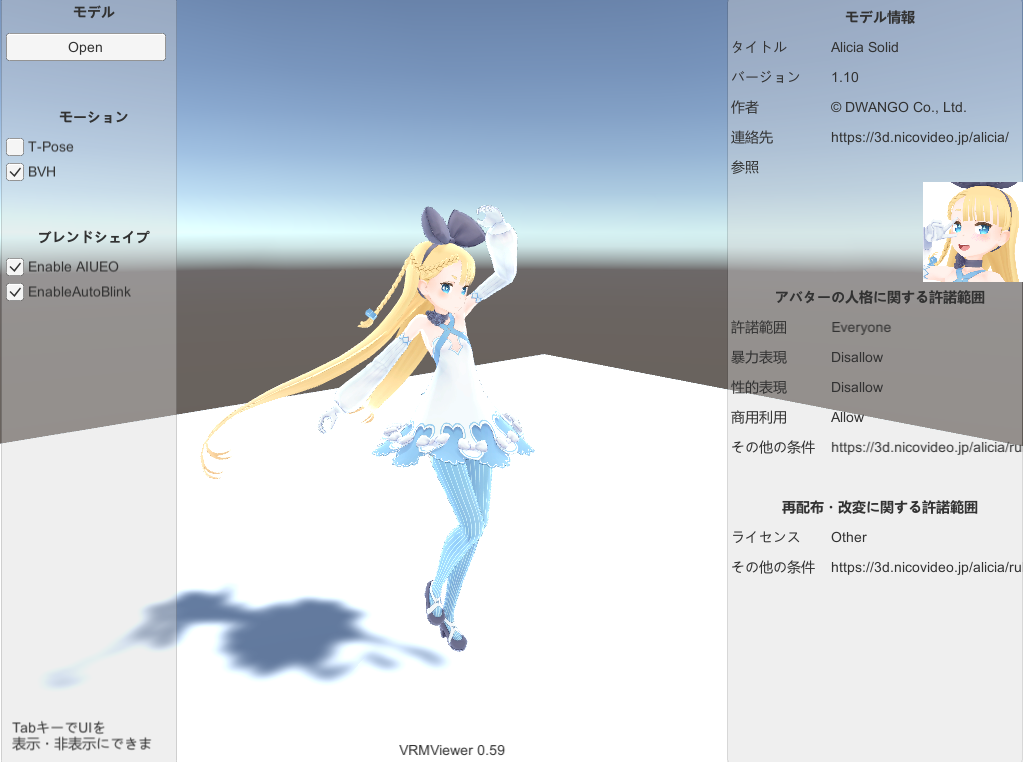 モデル
Open
モーション
T-Pose
BVH
ブレンドシェイプ
Enable AIUEO
EnableAutoBlink
TabキーでUIを
表示・非表示にできま
VRMViewer 0.59
モデル情報
タイトル Alicia Solid
バージョン 1.10
作者 © DWANGO Co., Ltd.
連絡先 https://3d.nicovideo.jp/alicia/
参照
アバターの人格に関する許諾範囲
許諾範囲 Everyone
暴力表現 Disallow
性的表現 Disallow
商用利用 Allow
その他の条件 https://3d.nicovideo.jp/alicia/ru
再配布・改変に関する許諾範囲
ライセンス Other
その他の条件 https://3d.nicovideo.jp/alicia/ru